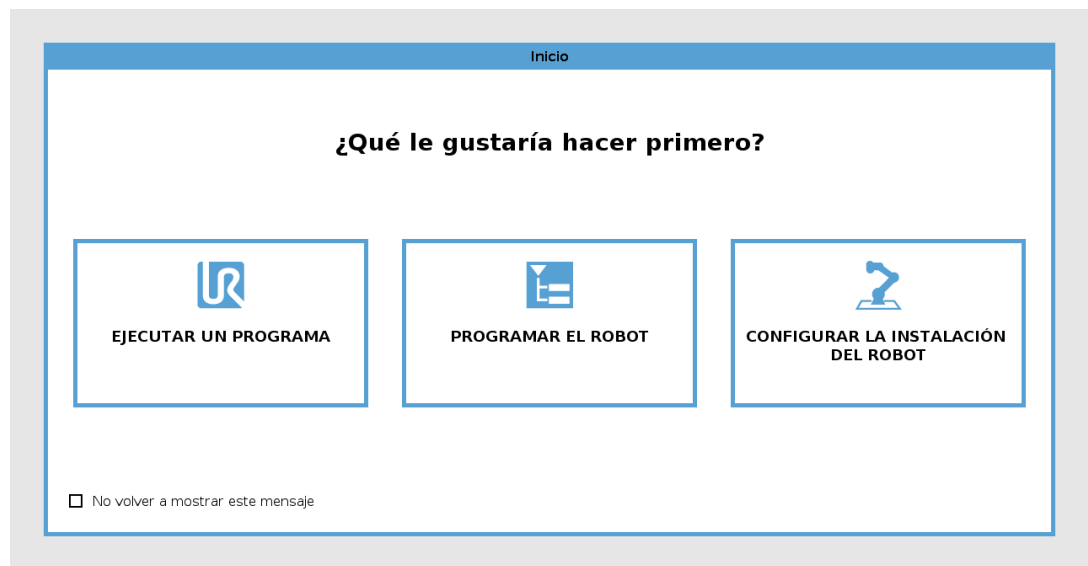 Inicio
¿Qué le gustaría hacer primero?
UR
EJECUTAR UN PROGRAMA
PROGRAMAR EL ROBOT
CONFIGURAR LA INSTALACIÓN
DEL ROBOT
No volver a mostrar este mensaje